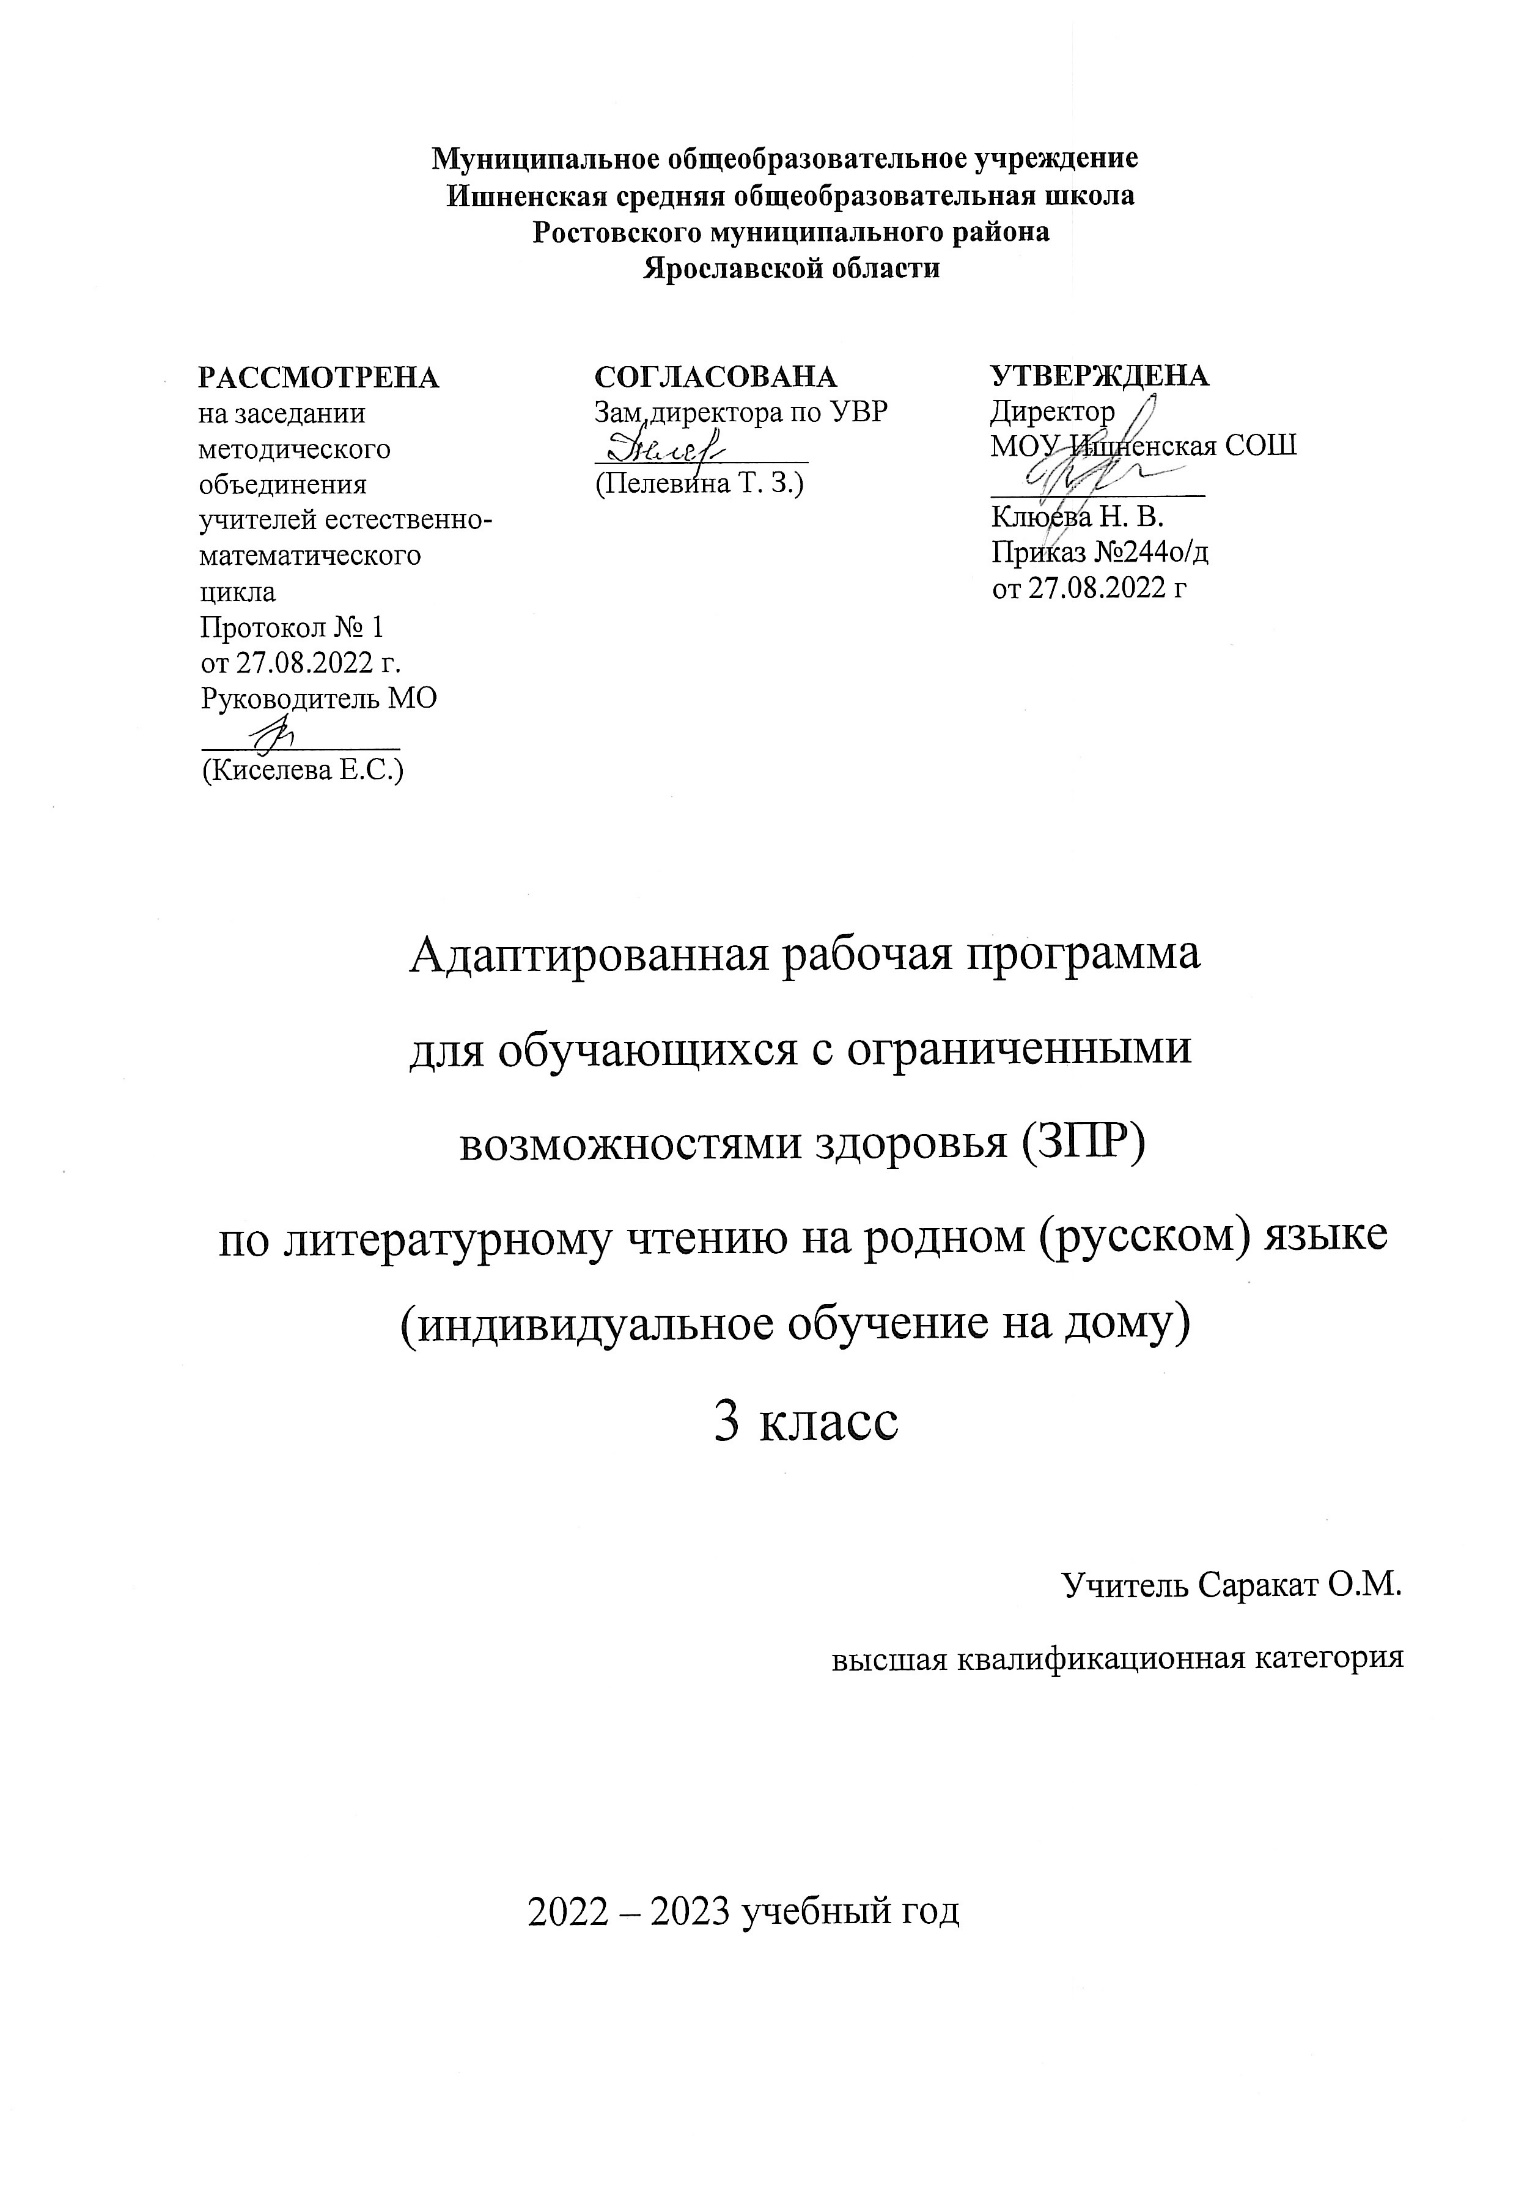 Муниципальное общеобразовательное учреждение
Ишненская средняя общеобразовательная школа
Ростовского муниципального района
Ярославской области
РАССМОТРЕНА
на заседании
методического
объединения
учителей естественно-
математического
цикла
Протокол № 1
от 27.08.2022 г.
Руководитель МО
(Киселева Е.С.)
СОГЛАСОВАНА
Зам.директора по УВР
(Пелевина Т. З.)
УТВЕРЖДЕНА
Директор
МОУ Ишненская СОШ
Клюева Н. В.
Приказ №244о/д
от 27.08.2022 г
Адаптированная рабочая программа
для обучающихся с ограниченными
возможностями здоровья (ЗПР)
по литературному чтению на родном (русском) языке
(индивидуальное обучение на дому)
3 класс
Учитель Саракат О.М.
высшая квалификационная категория
2022 – 2023 учебный год